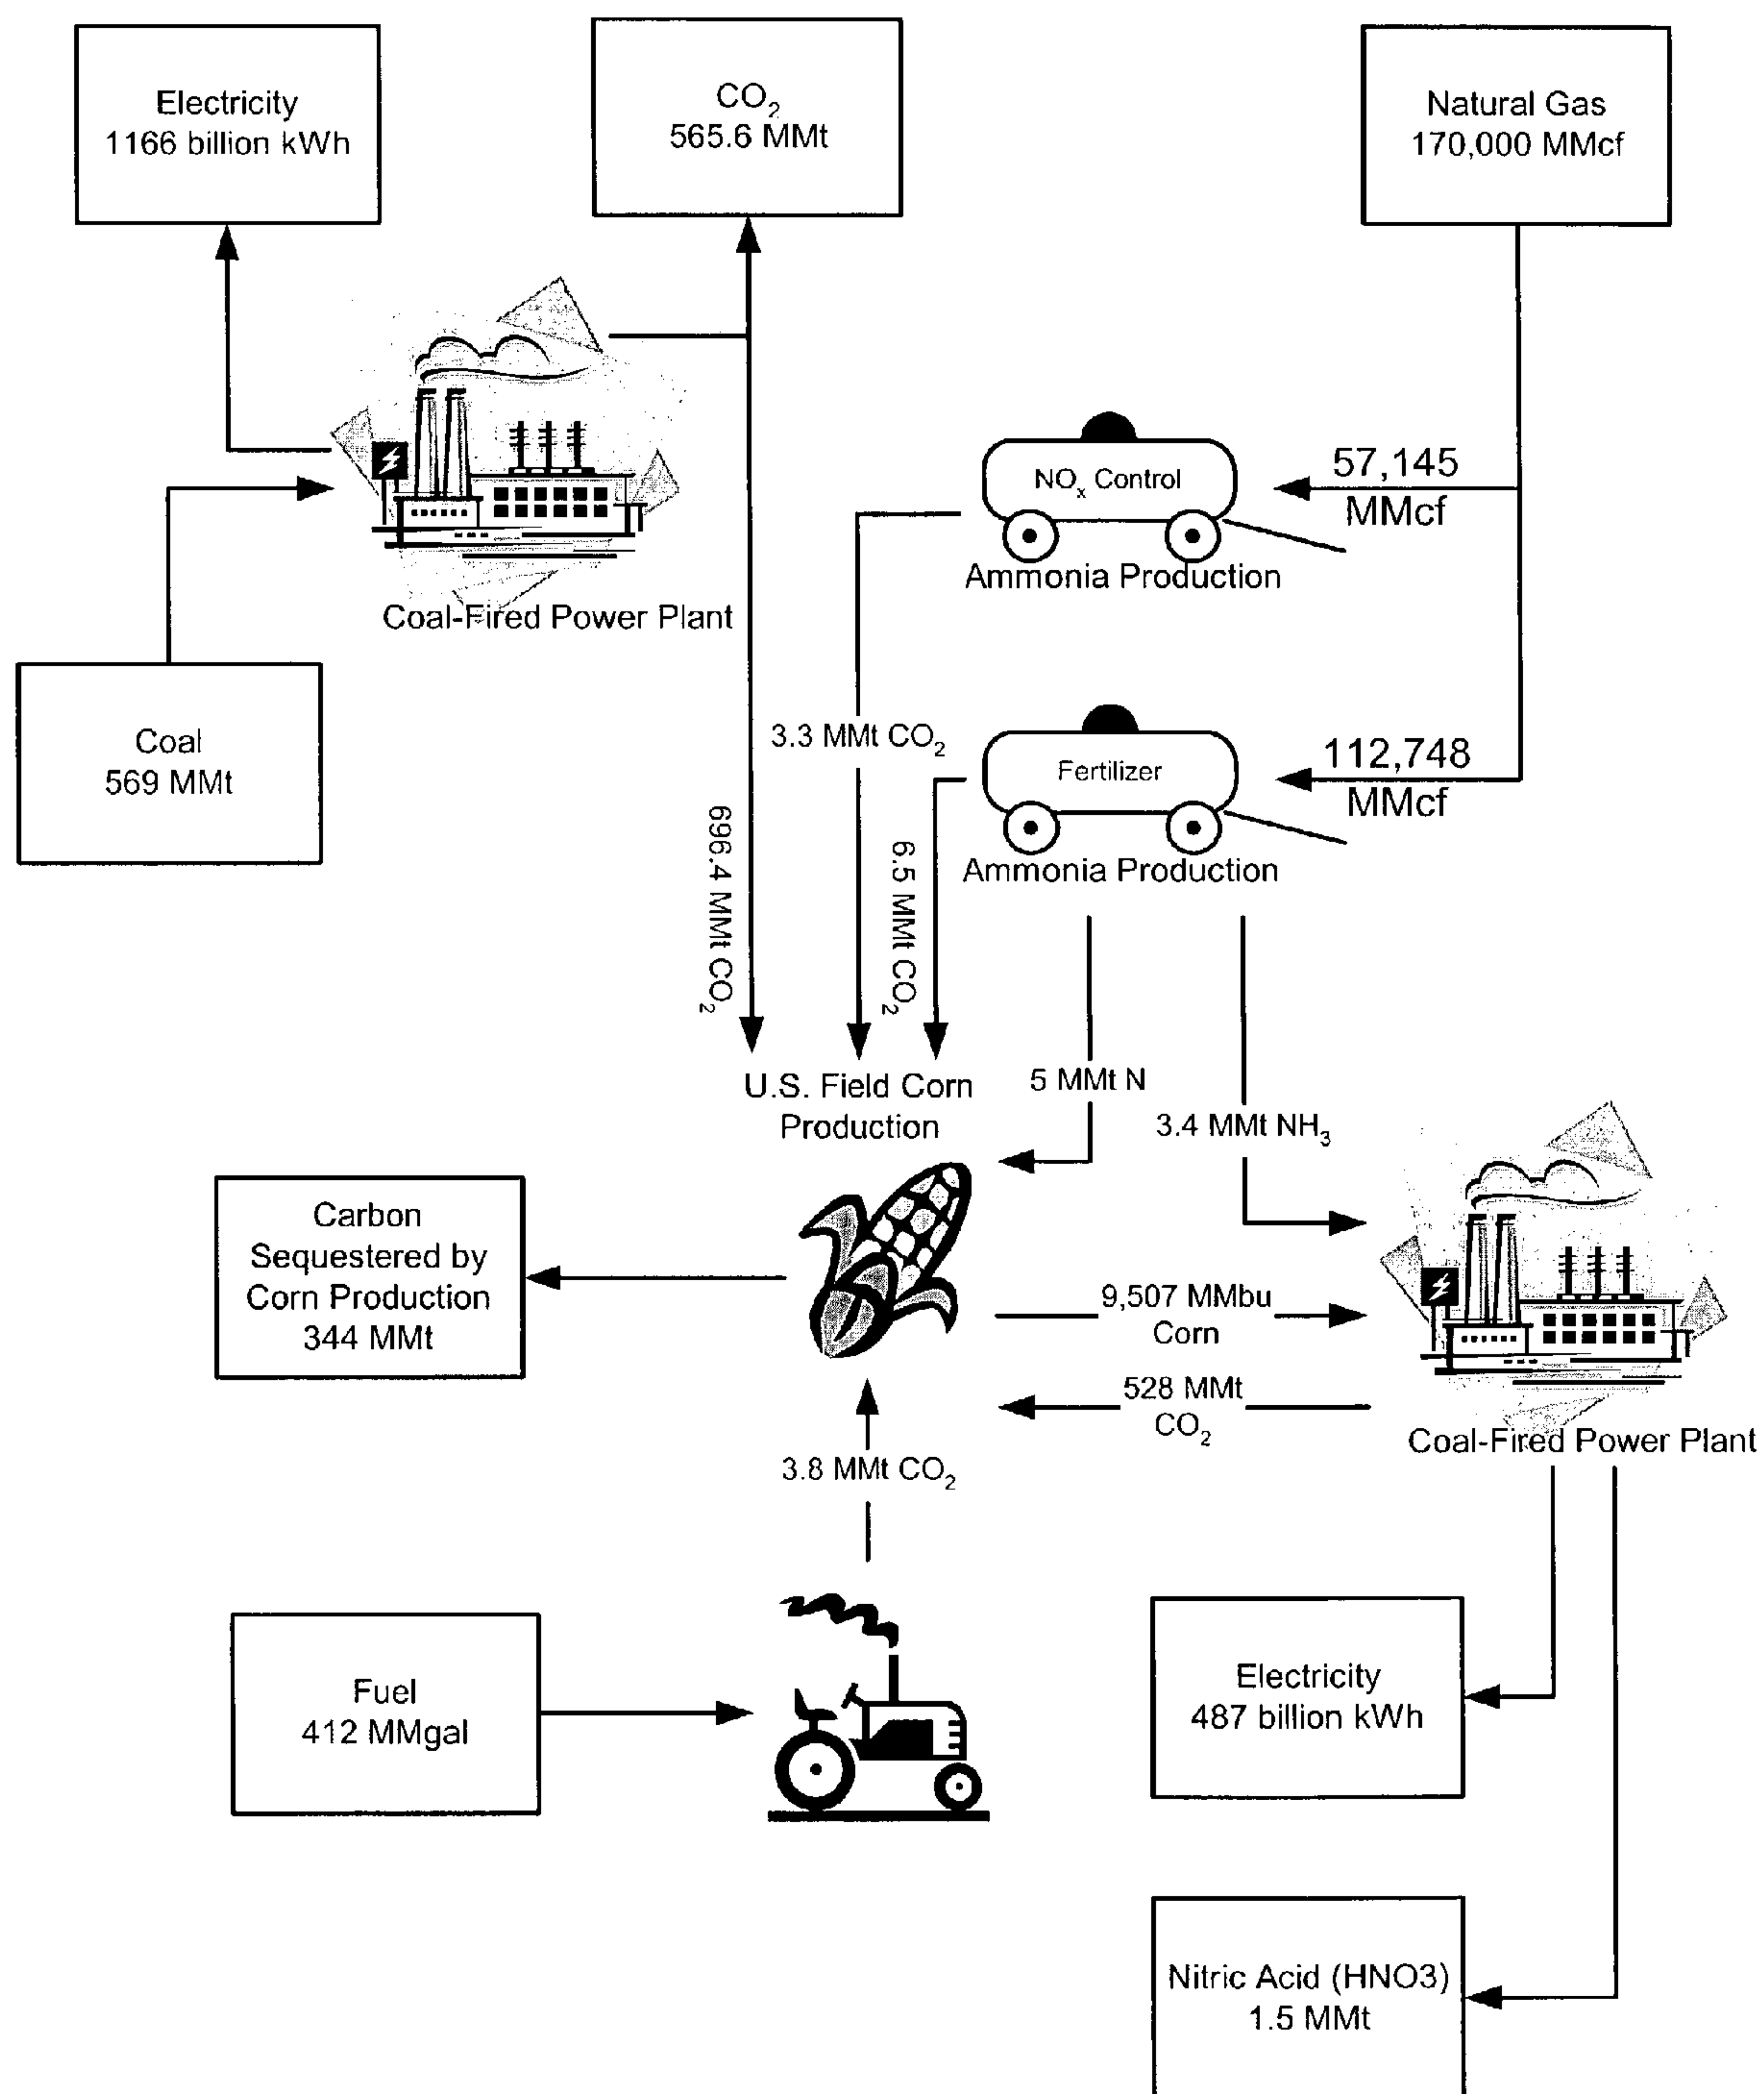 Electricity
1166 billion kWh
CO₂
565.6 MMt
Natural Gas
170,000 MMcf
NOₓ Control
57,145
MMcf
Ammonia Production
Coal-Fired Power Plant
Coal
569 MMt
3.3 MMt CO₂
Fertilizer
112,748
MMcf
Ammonia Production
696.4 MMt CO₂
6.5 MMt CO₂
U.S. Field Corn
Production
5 MMt N
3.4 MMt NH₃
Carbon
Sequestered by
Corn Production
344 MMt
9,507 MMbu
Corn
528 MMt
CO₂
Coal-Fired Power Plant
3.8 MMt CO₂
Fuel
412 MMgal
Electricity
487 billion kWh
Nitric Acid (HNO3)
1.5 MMt